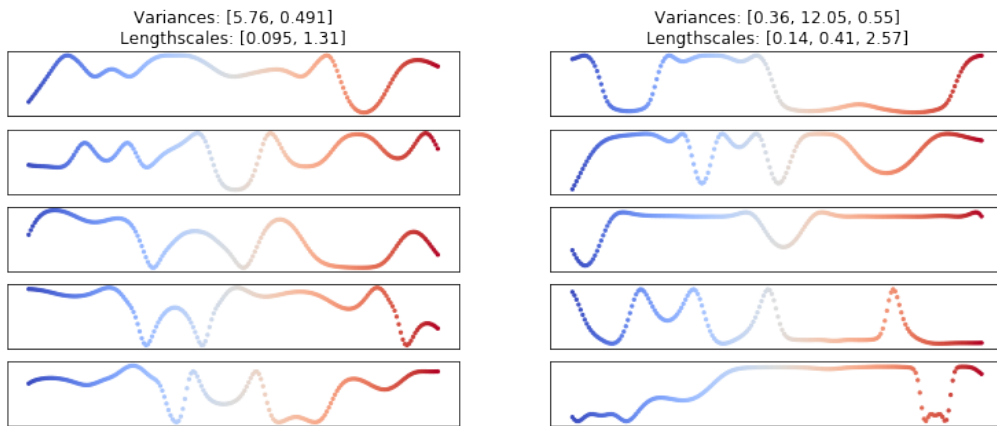 Variances: [5.76, 0.491]
Lengthscales: [0.095, 1.31]
Variances: [0.36, 12.05, 0.55]
Lengthscales: [0.14, 0.41, 2.57]